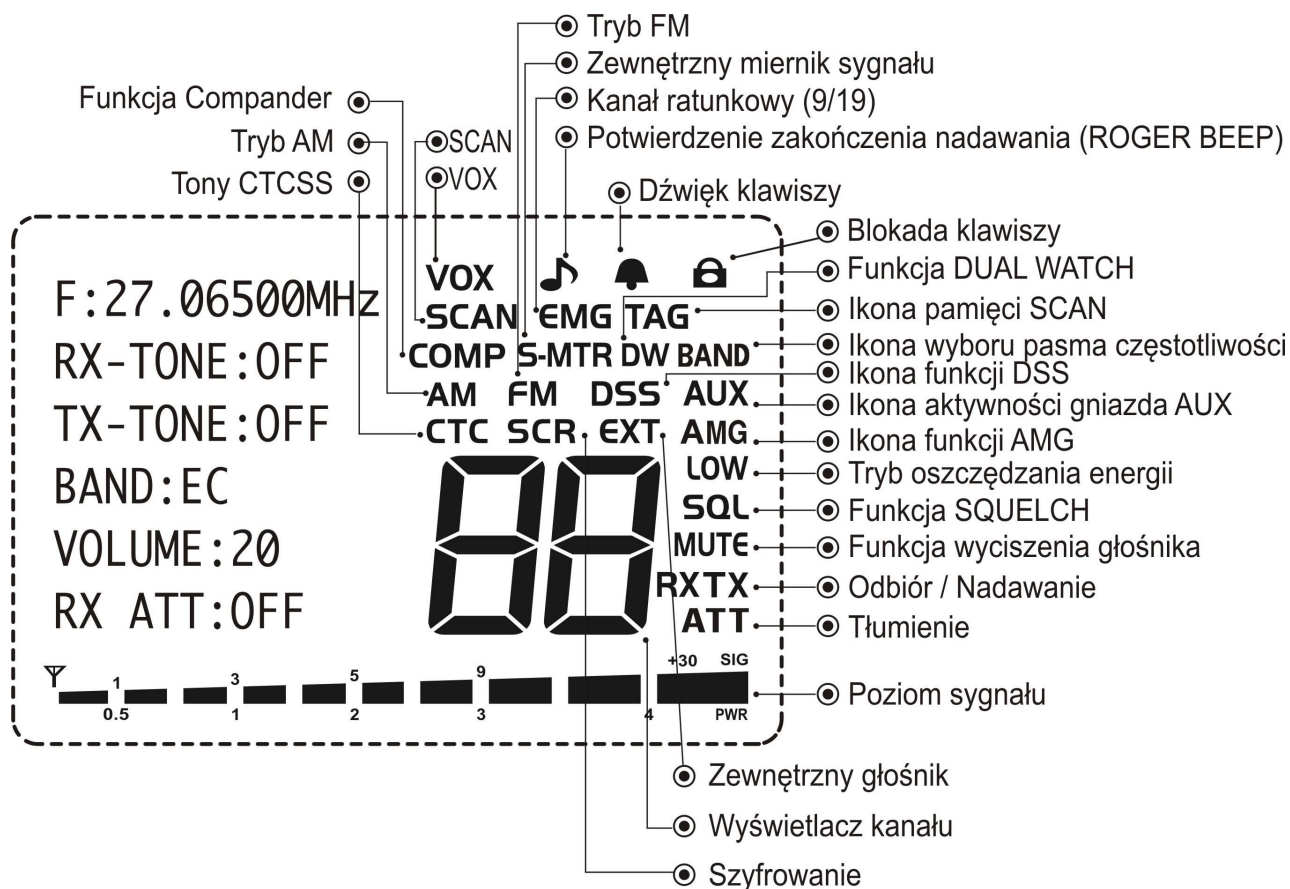 Tryb FM
Zewnętrzny miernik sygnału
Kanał ratunkowy (9/19)
Potwierdzenie zakończenia nadawania (ROGER BEEP)
Funkcja Compander
Tryb AM
Tony CTCSS
SCAN
VOX
Dźwięk klawiszy
Blokada klawiszy
Funkcja DUAL WATCH
Ikona pamięci SCAN
Ikona wyboru pasma częstotliwości
Ikona funkcji DSS
Ikona aktywności gniazda AUX
Ikona funkcji AMG
Tryb oszczędzania energii
Funkcja SQUELCH
Funkcja wyciszenia głośnika
Odbiór / Nadawanie
Tłumienie
Poziom sygnału
F:27.06500MHz
RX-TONE:OFF
TX-TONE:OFF
BAND:EC
VOLUME:20
RX ATT:OFF
VOX
SCAN EMG TAG
COMP S-MTR DW BAND
AM FM DSS AUX
CTC SCR EXT AMG
LOW
SQL
MUTE
RXTX
ATT
88
1 3 5 9 +30 SIG
0.5 1 2 3 4 PWR
Zewnętrzny głośnik
Wyświetlacz kanału
Szyfrowanie